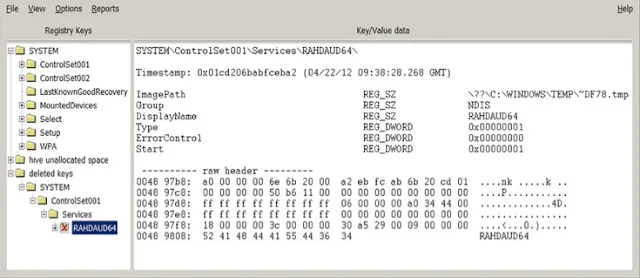 File View Options Reports Help
Registry Keys
Key/Value data
SYSTEM
ControlSet001
ControlSet002
LastKnownGoodRecovery
MountedDevices
Select
Setup
WPA
hive unallocated space
deleted keys
SYSTEM
ControlSet001
Services
RAHDAUD64
SYSTEM\ControlSet001\Services\RAHDAUD64\
Timestamp: 0x01cd206babfceba2 (04/22/12 09:38:28.268 GMT)
ImagePath REG_SZ \??\C:\WINDOWS\TEMP\~DF78.tmp
Group REG_SZ NDIS
DisplayName REG_SZ RAHDAUD64
Type REG_DWORD 0x00000001
ErrorControl REG_DWORD 0x00000000
Start REG_DWORD 0x00000001
---------- raw header ---------
0048 97b8: a0 00 00 00 6e 6b 20 00 a2 eb fc ab 6b 20 cd 01 ....nk .....k ..
0048 97c8: 00 00 00 00 50 b6 11 00 00 00 00 00 00 00 00 00 ....P...........
0048 97d8: ff ff ff ff ff ff ff ff 06 00 00 00 a0 34 44 00 .............4D.
0048 97e8: ff ff ff ff ff ff ff ff 00 00 00 00 00 00 00 00 ................
0048 97f8: 18 00 00 00 3c 00 00 00 30 a5 29 00 09 00 00 00 ....<...0.).....
0048 9808: 52 41 48 44 41 55 44 36 34 RAHDAUD64